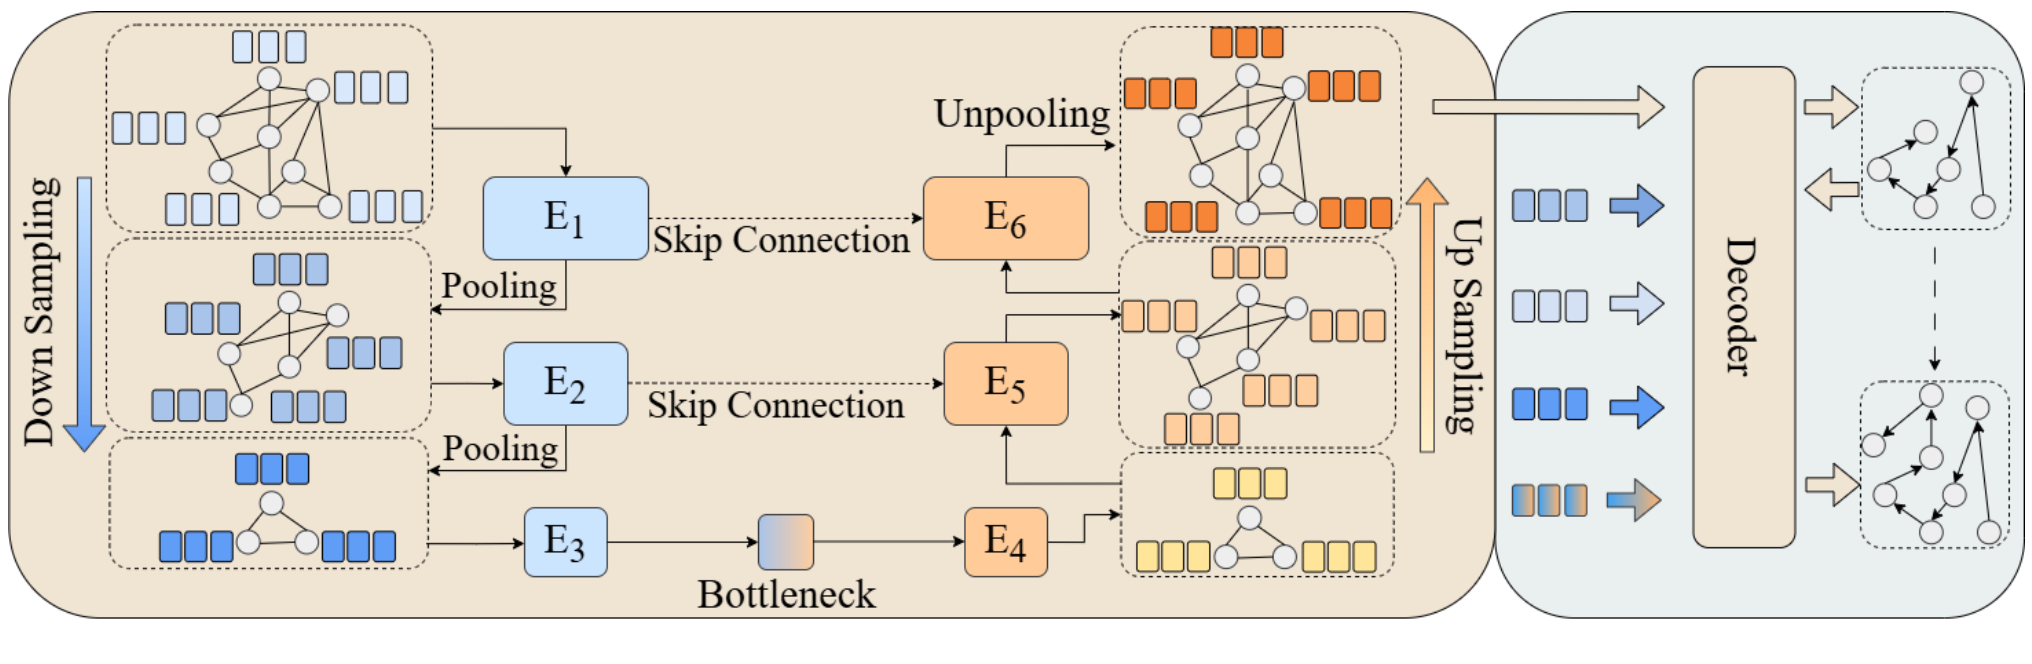 Down Sampling
E1
Skip Connection
E6
Unpooling
Pooling
E2
Skip Connection
E5
Pooling
E3
Bottleneck
E4
Up Sampling
Decoder